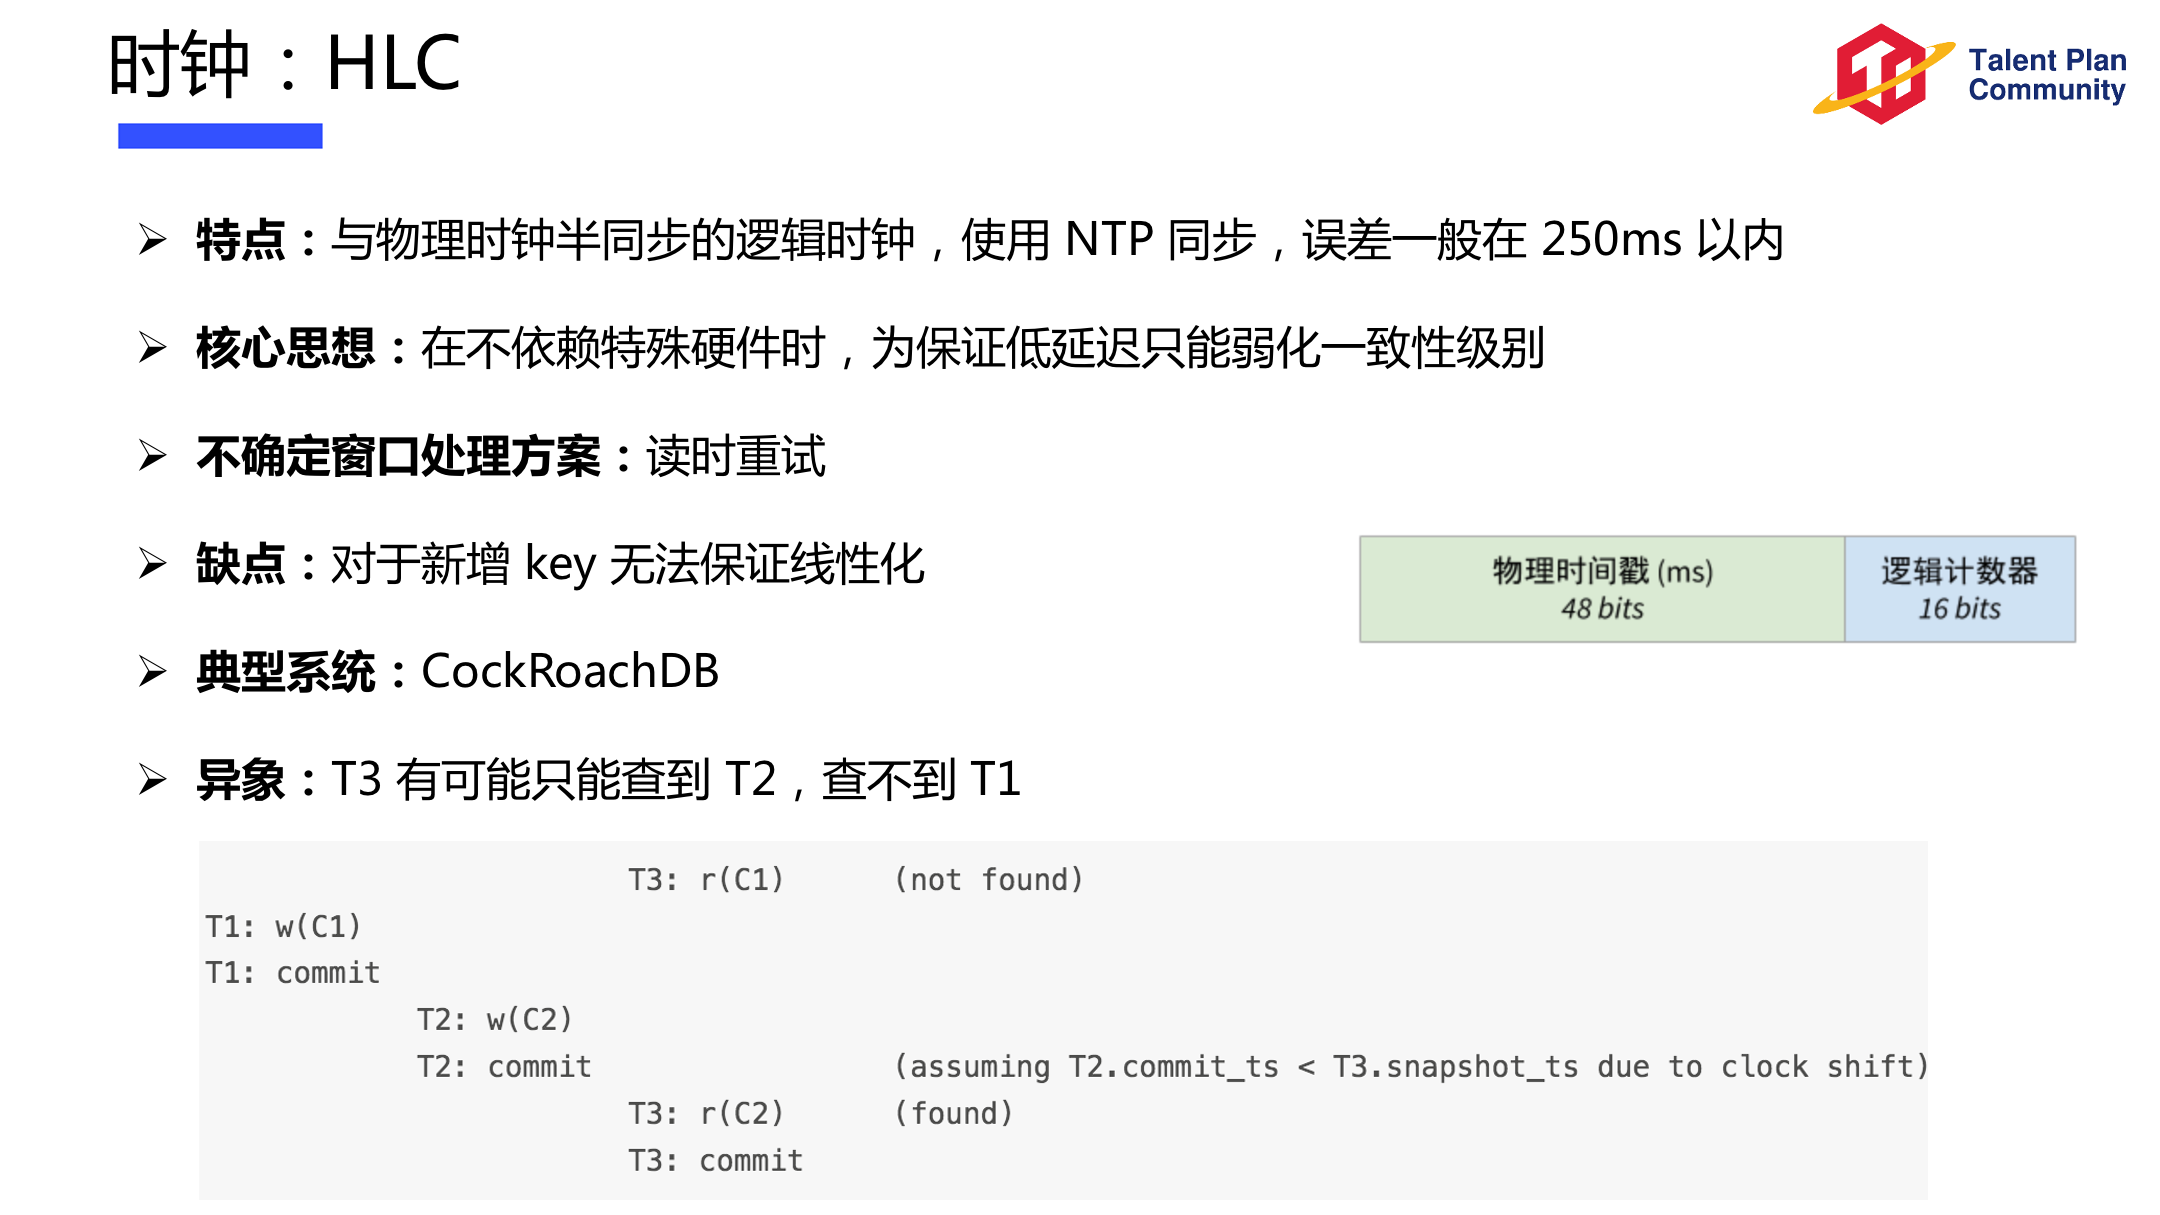 时钟：HLC
Talent Plan
Community
特点：与物理时钟半同步的逻辑时钟，使用 NTP 同步，误差一般在 250ms 以内
核心思想：在不依赖特殊硬件时，为保证低延迟只能弱化一致性级别
不确定窗口处理方案：读时重试
缺点：对于新增 key 无法保证线性化
物理时间戳 (ms)
48 bits
逻辑计数器
16 bits
典型系统：CockRoachDB
异象：T3 有可能只能查到 T2，查不到 T1
T3: r(C1) (not found)
T1: w(C1)
T1: commit
T2: w(C2)
T2: commit (assuming T2.commit_ts < T3.snapshot_ts due to clock shift)
T3: r(C2) (found)
T3: commit